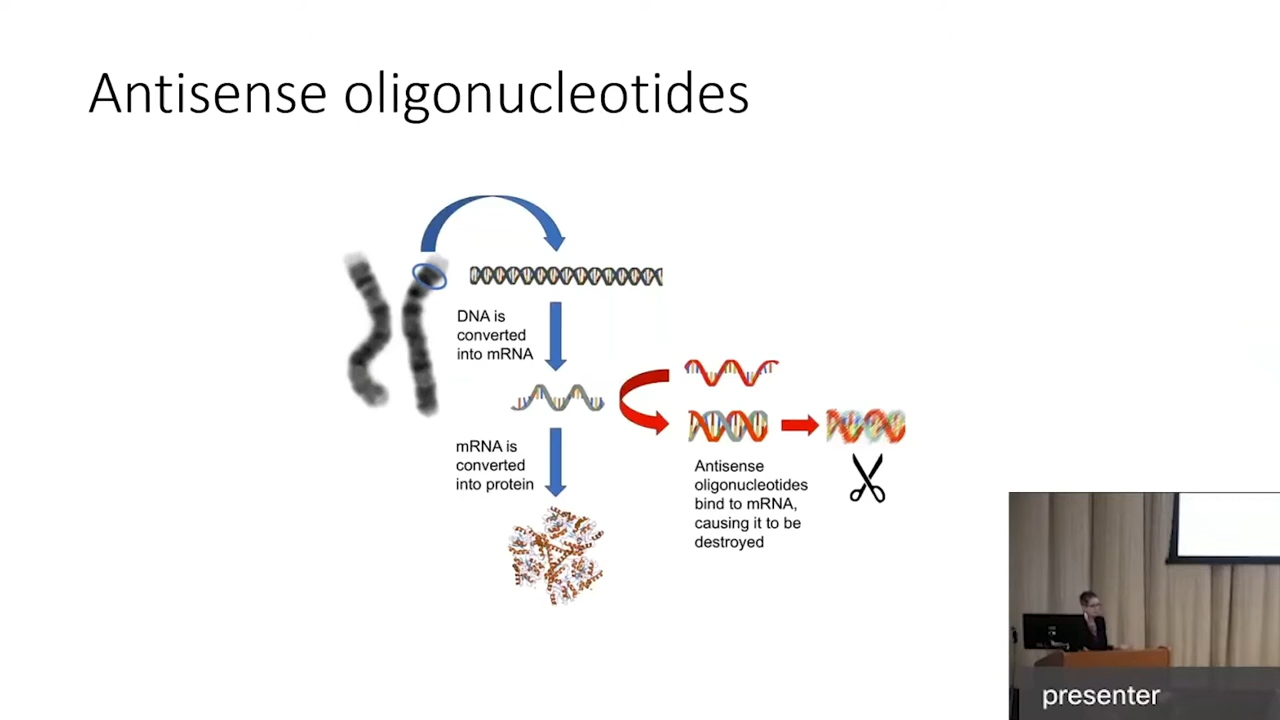 Antisense oligonucleotides
DNA is
converted
into mRNA
mRNA is
converted
into protein
Antisense
oligonucleotides
bind to mRNA,
causing it to be
destroyed
presenter